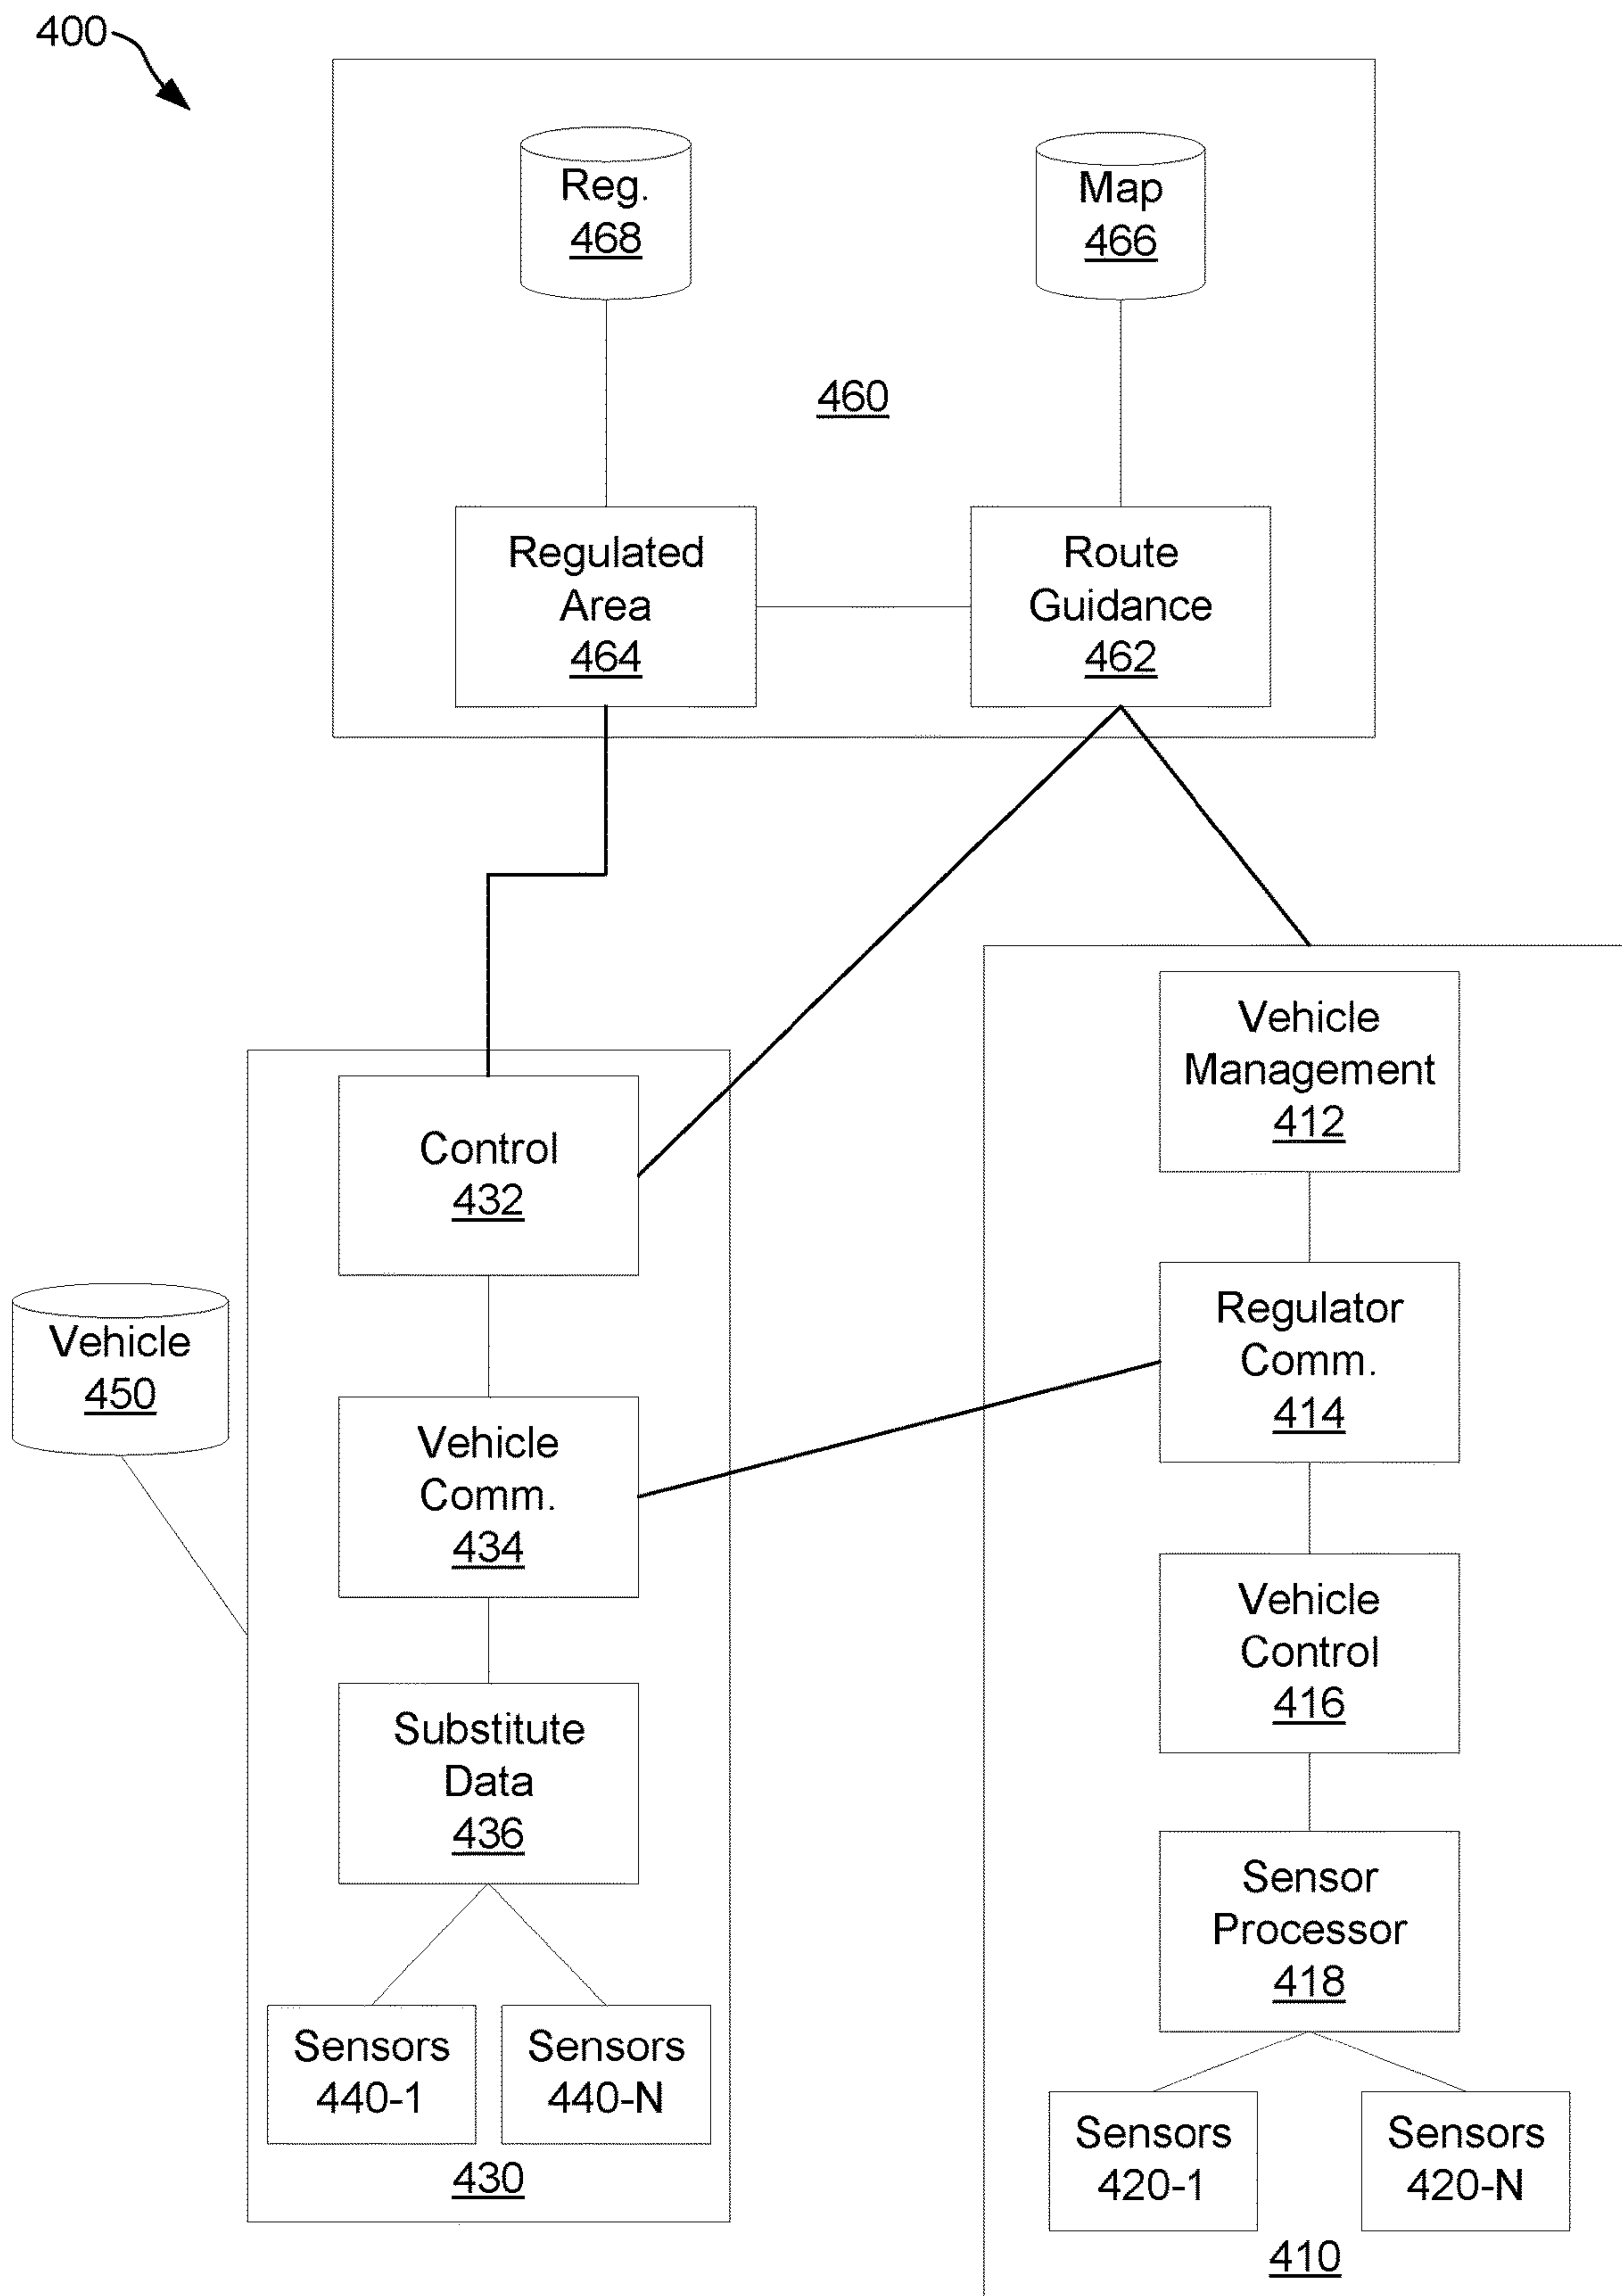 400
Reg.
468
Map
466
460
Regulated
Area
464
Route
Guidance
462
Vehicle
Management
412
Control
432
Regulator
Comm.
414
Vehicle
450
Vehicle
Comm.
434
Vehicle
Control
416
Substitute
Data
436
Sensor
Processor
418
Sensors
440-1
Sensors
440-N
430
Sensors
420-1
Sensors
420-N
410